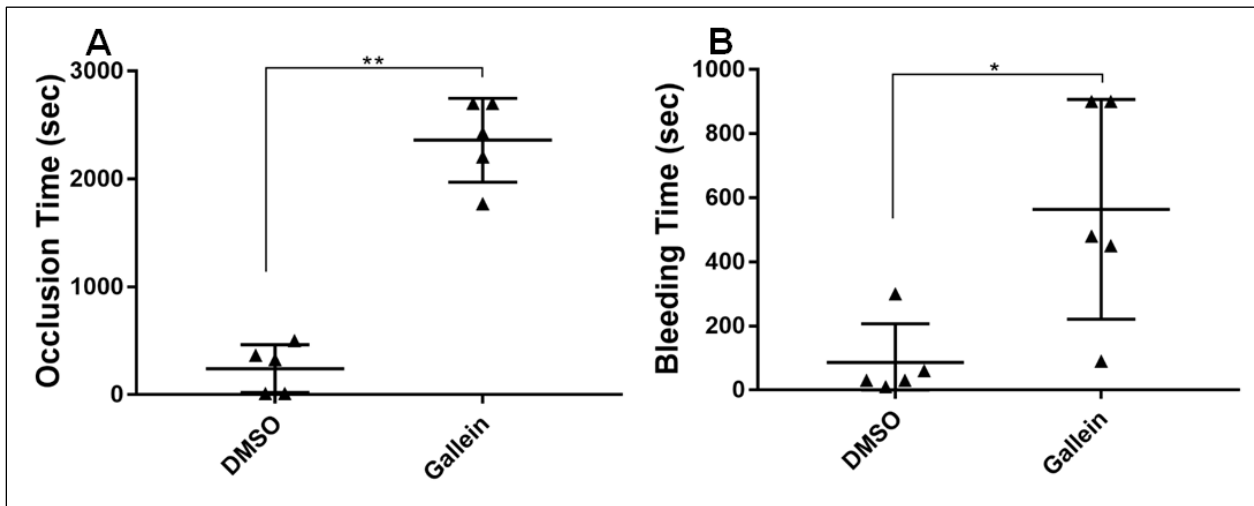 A
Occlusion Time (sec)
3000
2000
1000
0
**
DMSO
Gallein
B
Bleeding Time (sec)
1000
800
600
400
200
0
*
DMSO
Gallein